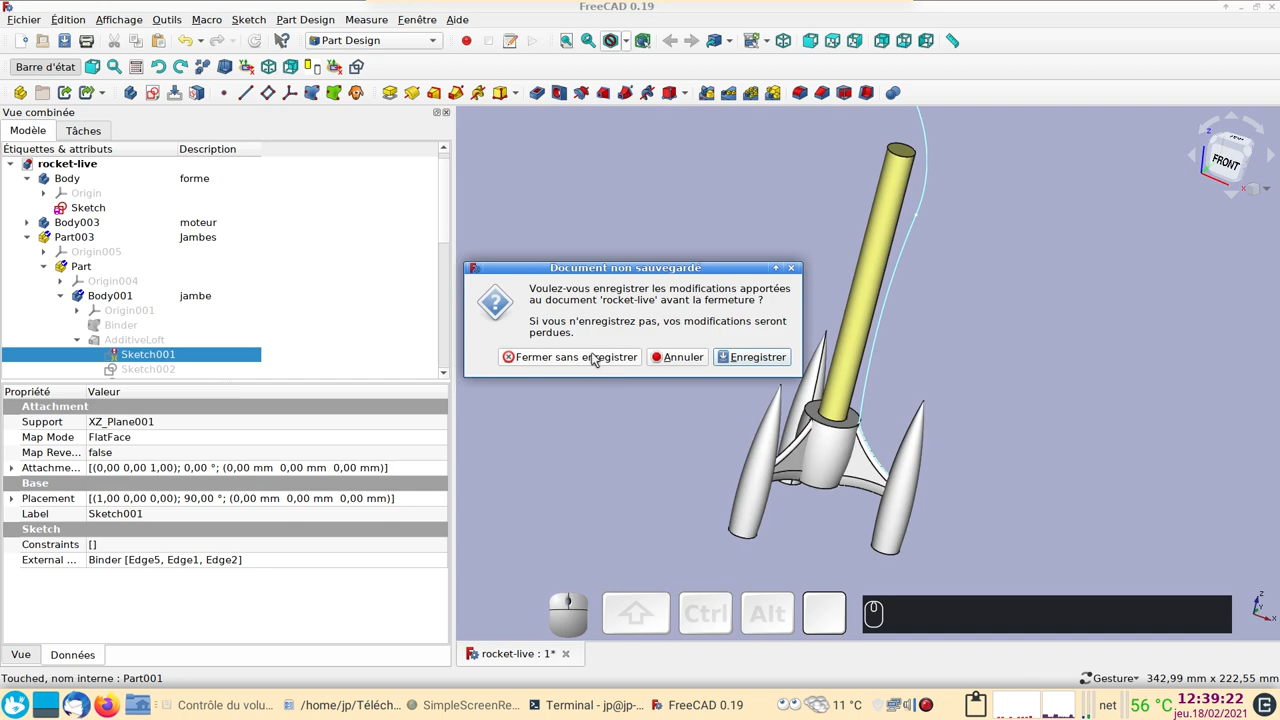 FreeCAD 0.19
Fichier Édition Affichage Outils Macro Sketch Part Design Measure Fenêtre Aide
Part Design
Barre d'état
Vue combinée
Modèle Tâches
Étiquettes & attributs Description
rocket-live
Body forme
Origin
Sketch
Body003 moteur
Part003 Jambes
Origin005
Part
Origin004
Body001 jambe
Origin001
Binder
AdditiveLoft
Sketch001
Sketch002
Propriété Valeur
Attachment
Support XZ_Plane001
Map Mode FlatFace
Map Reve... false
Attachme... [(0,00 0,00 1,00); 0,00 °; (0,00 mm 0,00 mm 0,00 mm)]
Base
Placement [(1,00 0,00 0,00); 90,00 °; (0,00 mm 0,00 mm 0,00 mm)]
Label Sketch001
Sketch
Constraints []
External ... Binder [Edge5, Edge1, Edge2]
Vue Données
Document non sauvegardé
Voulez-vous enregistrer les modifications apportées
au document 'rocket-live' avant la fermeture ?
Si vous n'enregistrez pas, vos modifications seront
perdues.
Fermer sans enregistrer Annuler Enregistrer
FRONT
Z
X
Ctrl Alt
Z
X
rocket-live : 1*
Touched, nom interne : Part001
Gesture 342,99 mm x 222,55 mm
Contrôle du volu... /home/jp/Téléch... SimpleScreenRe... Terminal - jp@jp-... FreeCAD 0.19 11 °C net 56 °C 12:39:22
jeu.18/02/2021